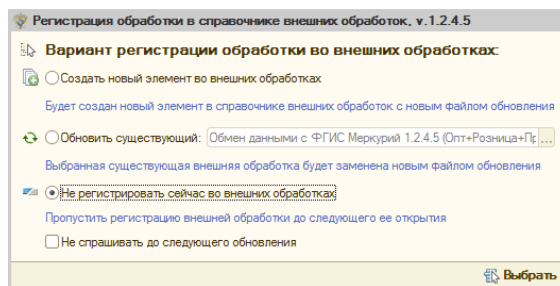 Регистрация обработки в справочнике внешних обработок, v.1.2.4.5
Вариант регистрации обработки во внешних обработках:
Создать новый элемент во внешних обработках
Будет создан новый элемент в справочнике внешних обработок с новым файлом обновления
Обновить существующий: Обмен данными с ФГИС Меркурий 1.2.4.5 (Опт+Розница+Пр ...
Выбранная существующая внешняя обработка будет заменена новым файлом обновления
Не регистрировать сейчас во внешних обработках
Пропустить регистрацию внешней обработки до следующего ее открытия
Не спрашивать до следующего обновления
Выбрать